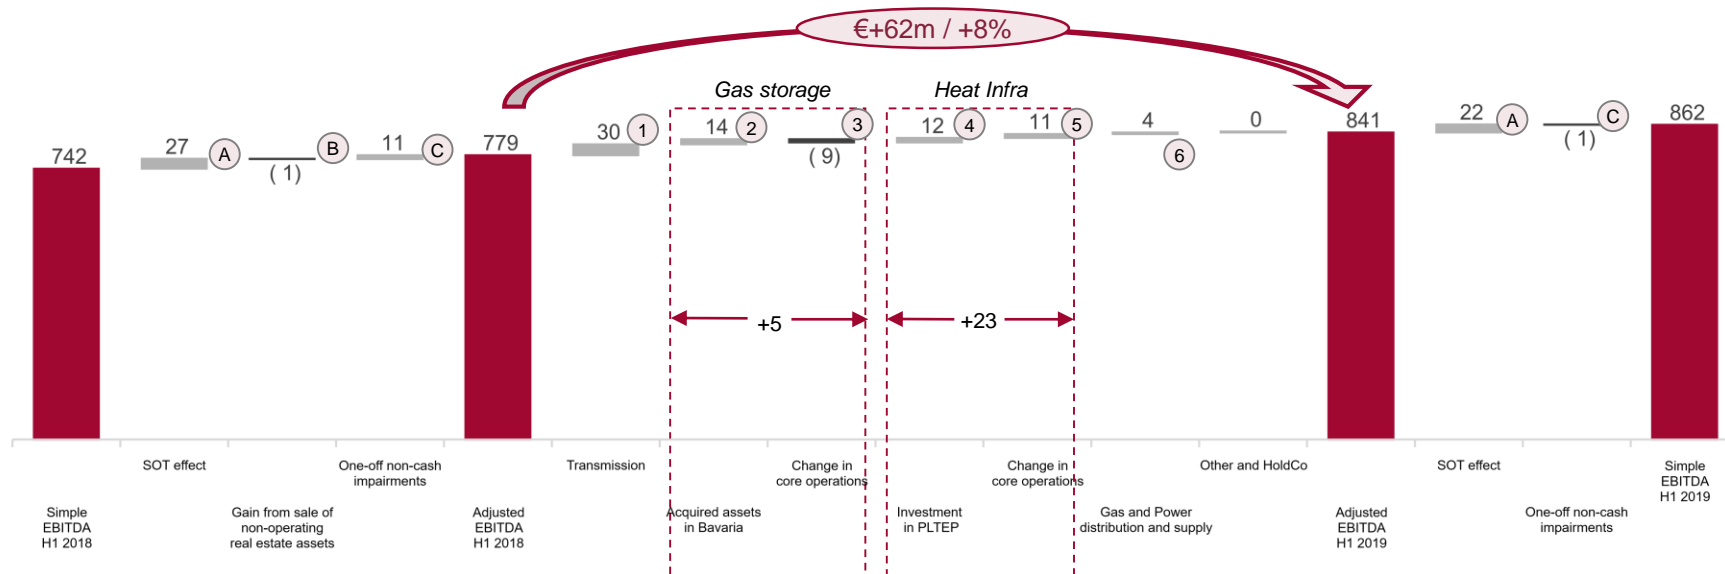 €+62m / +8%
Gas storage
Heat Infra
742
27
A
( 1)
B
11
C
779
30
1
14
2
( 9)
3
12
4
11
5
4
6
0
841
22
A
( 1)
C
862
+5
+23
Simple
EBITDA
H1 2018
SOT effect
Gain from sale of
non-operating
real estate assets
One-off non-cash
impairments
Adjusted
EBITDA
H1 2018
Transmission
Acquired assets
in Bavaria
Change in
core operations
Investment
in PLTEP
Change in
core operations
Gas and Power
distribution and supply
Other and HoldCo
Adjusted
EBITDA
H1 2019
SOT effect
One-off non-cash
impairments
Simple
EBITDA
H1 2019